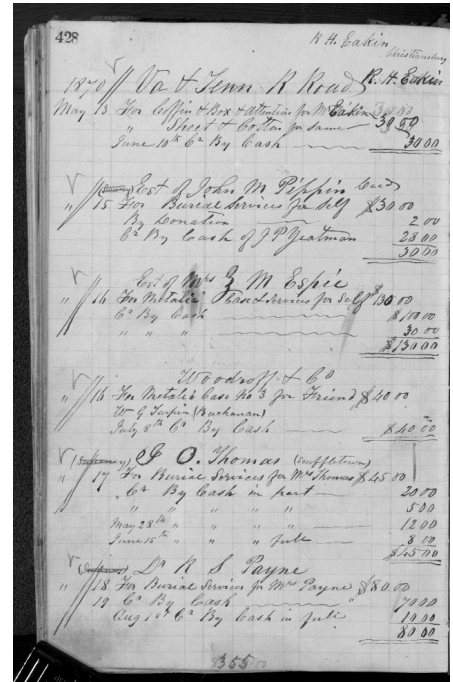 428
R H. Eakin
Christiansburg
1870 Va & Tenn R Road R. H. Eakin
May 13 For Coffin & Box & attention for Mr Eakin 30.00
" Sheet & Cotton for same 30 00
June 10th Cr By Cash 30 00
Est of John M Pippin Decd
" 15 For Burial Services for Self $30 00
By Donation 2 00
Cr By Cash of J P Yeatman 28 00
30 00
Est of Mrs M Espie
" 16 For Metalic Case & Services for Self $130 00
Cr By Cash $100 00
" " " 30 00
$130 00
Woodroff & Co
" 16 For Metalic Case No 3 for Friend $40 00
W G Turpin (Buchanan)
July 8th Cr By Cash $40 00
J O. Thomas (Scuffletown)
" 17 For Burial Services for Mrs Thomas $45 00
Cr By Cash in part 20 00
" " " " " 5 00
May 28th " " " " 12 00
June 15th " " " full 8 00
$45 00
Dr R S Payne
" 18 For Burial Services for Mrs Payne $80.00
19 Cr By Cash " 70 00
Aug 1st Cr By Cash in full 10 00
80 00
355 00